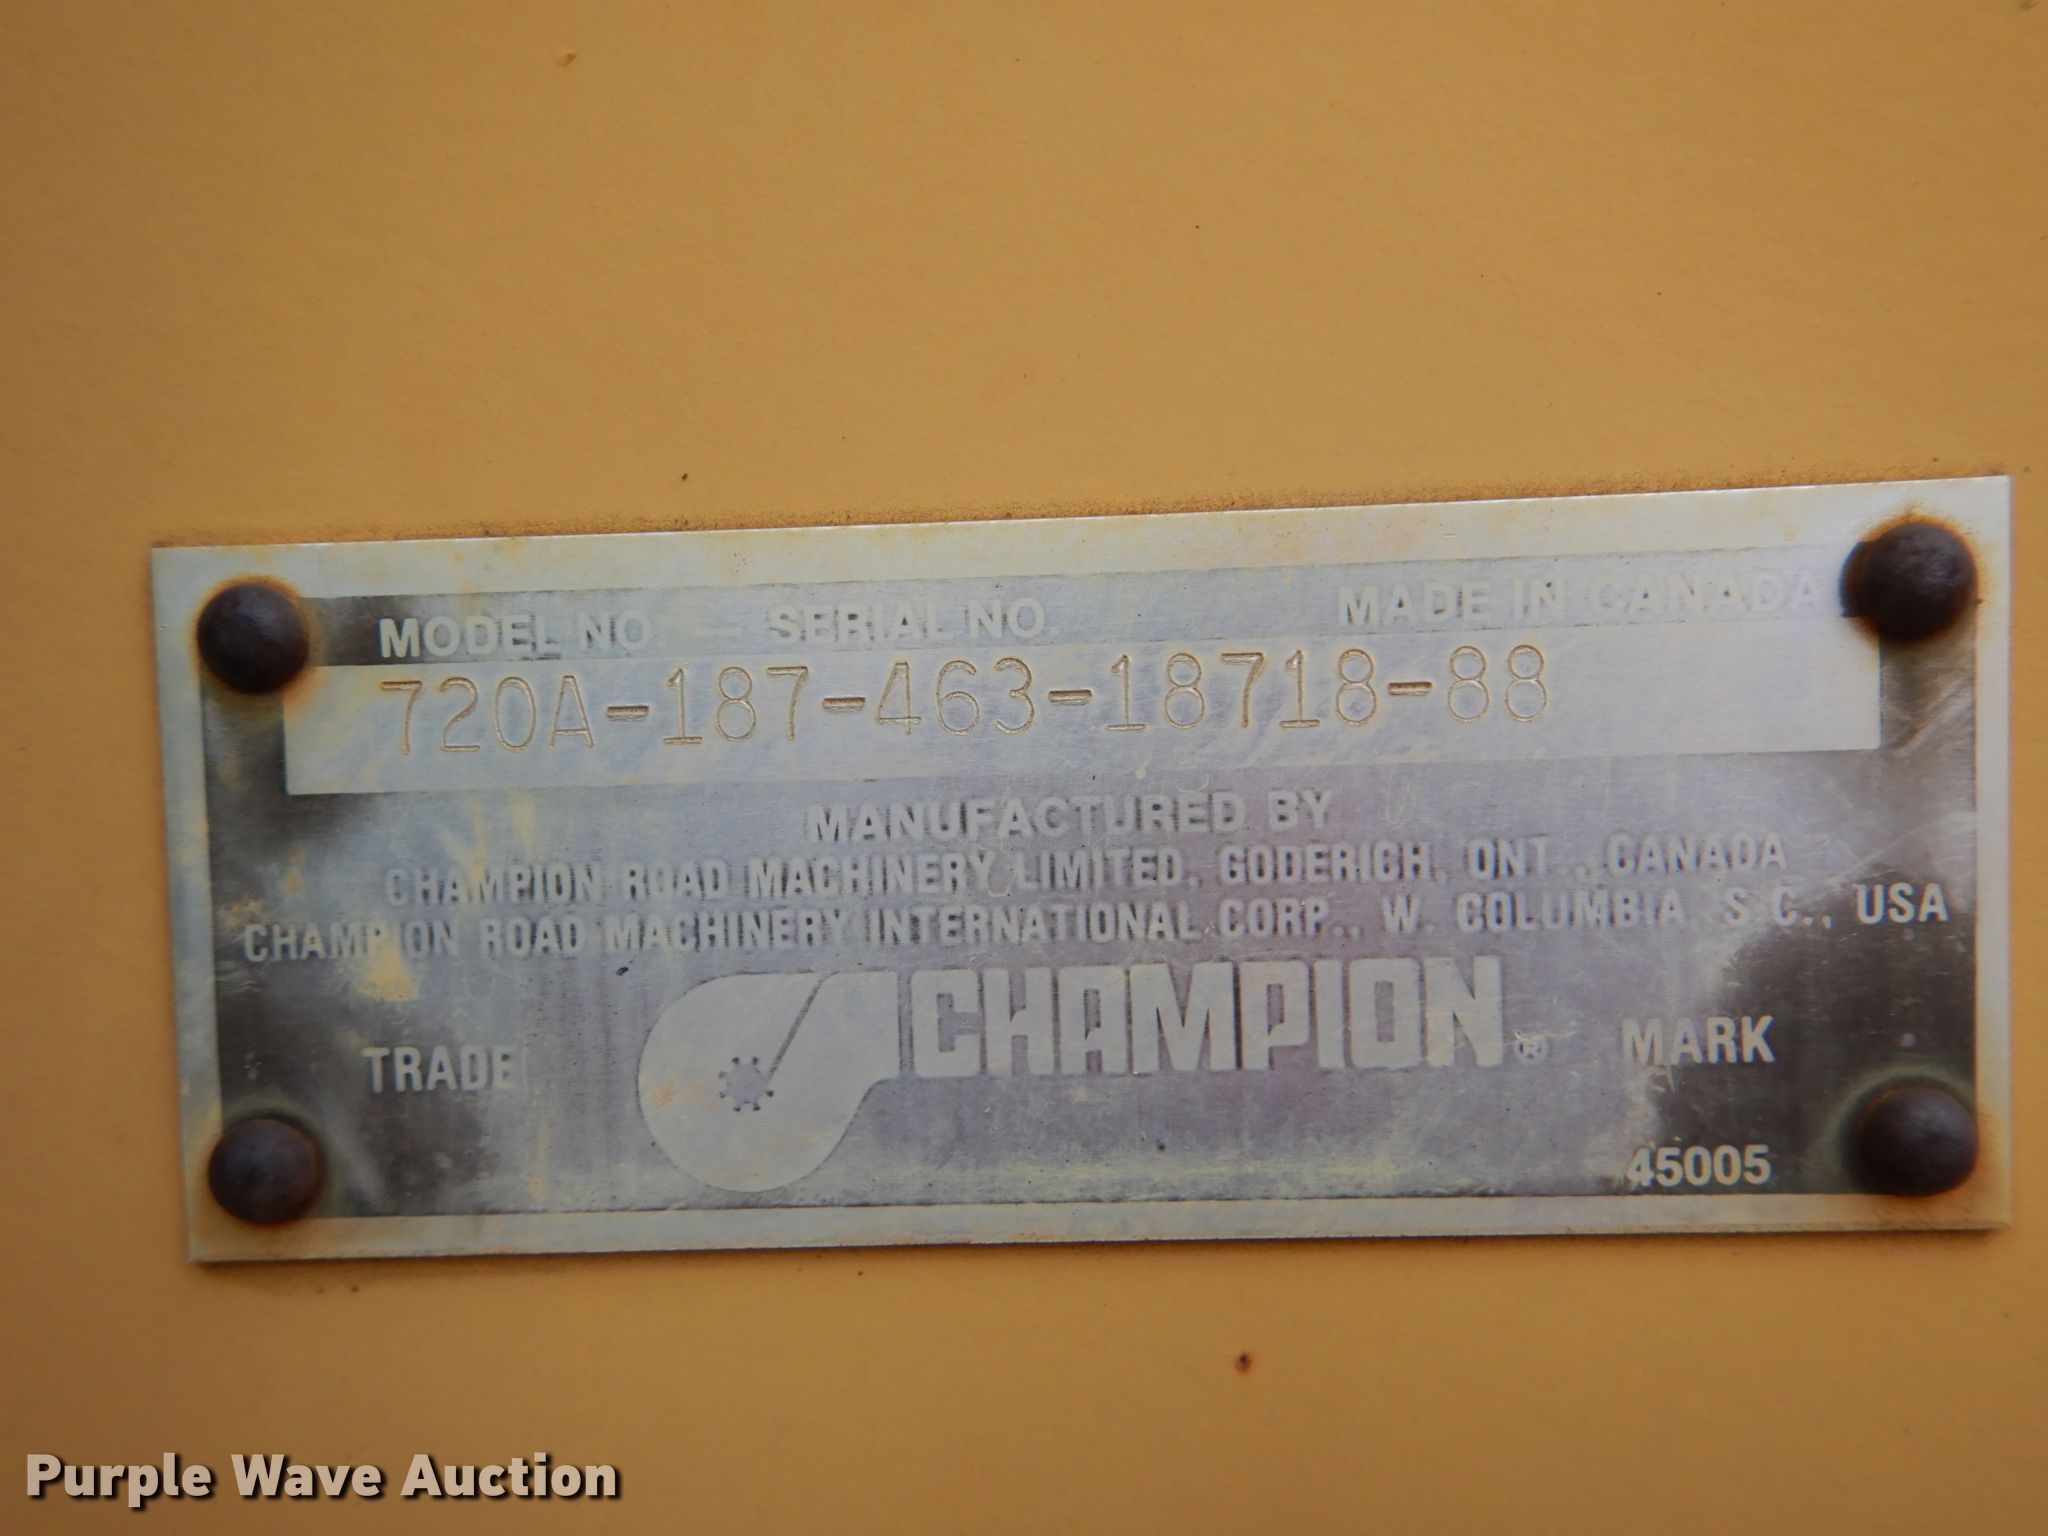 MODEL NO. — SERIAL NO. MADE IN CANADA
720A-187-463-18718-88
MANUFACTURED BY
CHAMPION ROAD MACHINERY LIMITED, GODERICH, ONT., CANADA
CHAMPION ROAD MACHINERY INTERNATIONAL CORP., W. COLUMBIA, S.C., USA
TRADE CHAMPION® MARK
45005
Purple Wave Auction